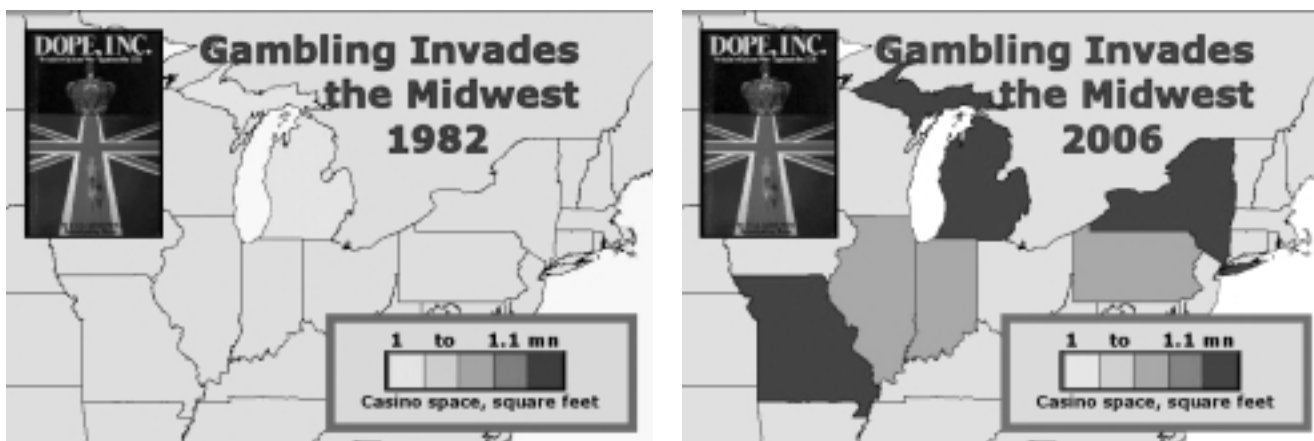 DOPE, INC.
Gambling Invades
the Midwest
1982
1 to 1.1 mn
Casino space, square feet
DOPE, INC.
Gambling Invades
the Midwest
2006
1 to 1.1 mn
Casino space, square feet